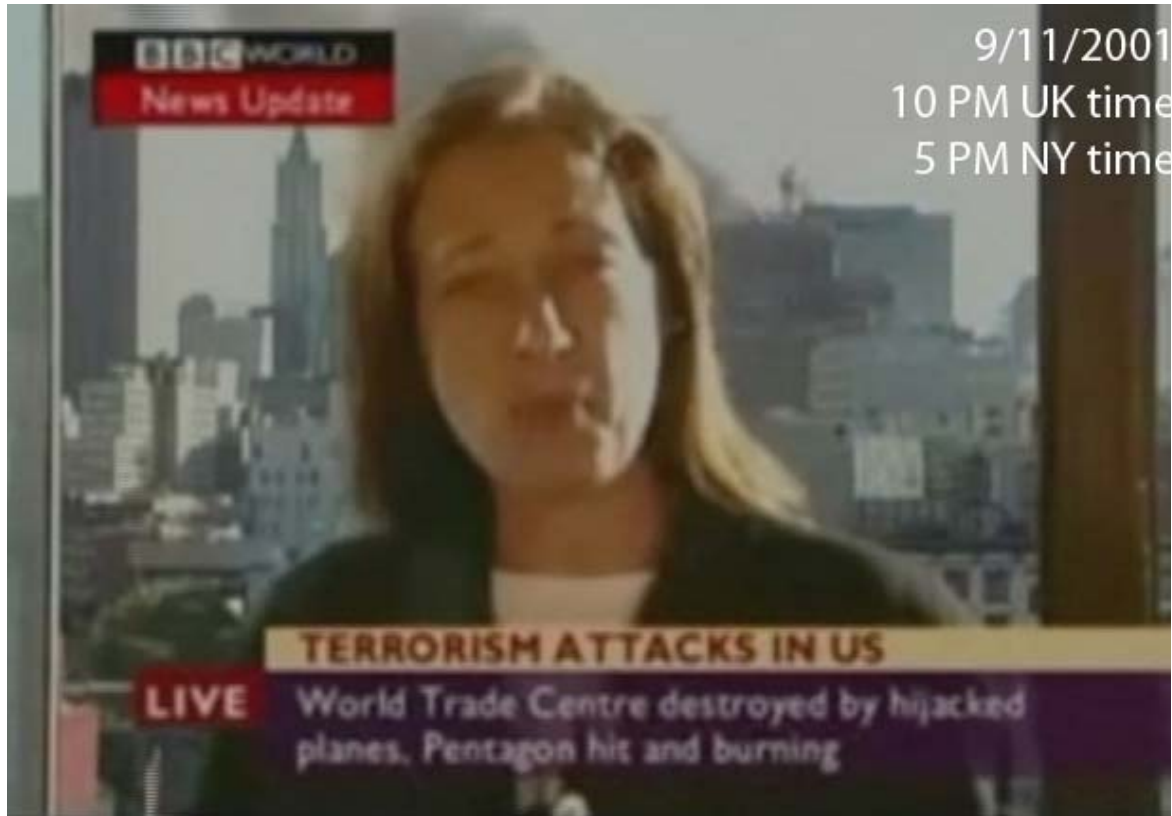 BBC WORLD
News Update
9/11/2001
10 PM UK time
5 PM NY time
TERRORISM ATTACKS IN US
LIVE
World Trade Centre destroyed by hijacked
planes. Pentagon hit and burning